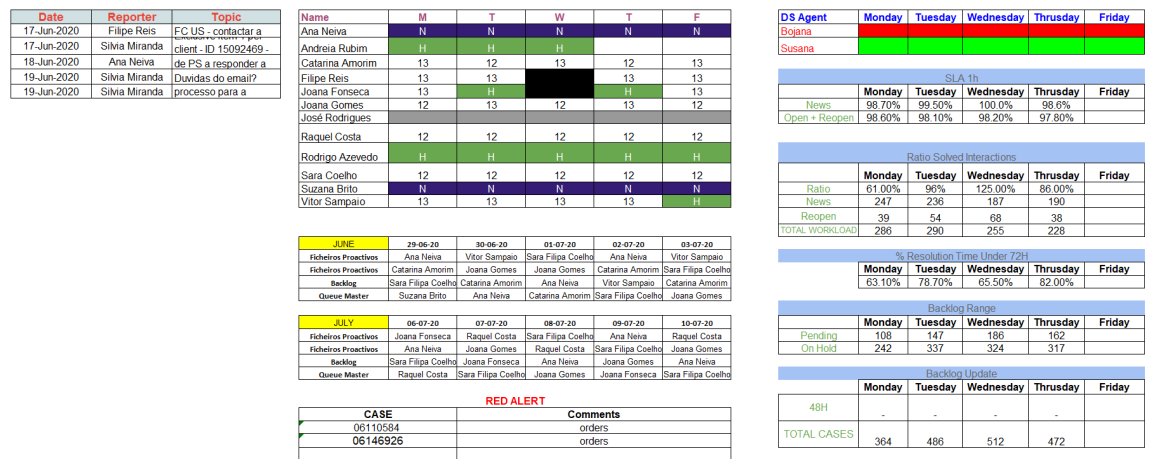 Date Reporter Topic
17-Jun-2020 Filipe Reis FC US - contactar a
17-Jun-2020 Silvia Miranda client - ID 15092469 -
18-Jun-2020 Ana Neiva de PS a responder a
19-Jun-2020 Silvia Miranda Duvidas do email?
19-Jun-2020 Silvia Miranda processo para a
Name M T W T F
Ana Neiva N N N N N
Andreia Rubim H H H
Catarina Amorim 13 12 13 12 13
Filipe Reis 13 13 13 13
Joana Fonseca 13 H H 13
Joana Gomes 12 13 12 13 12
José Rodrigues
Raquel Costa 12 12 12 12 12
Rodrigo Azevedo H H H H H
Sara Coelho 12 12 12 12 12
Suzana Brito N N N N N
Vitor Sampaio 13 13 13 13 H
JUNE 29-06-20 30-06-20 01-07-20 02-07-20 03-07-20
Ficheiros Proactivos Ana Neiva Vitor Sampaio Sara Filipa Coelho Ana Neiva Vitor Sampaio
Ficheiros Proactivos Catarina Amorim Joana Gomes Joana Gomes Catarina Amorim Sara Filipa Coelho
Backlog Sara Filipa Coelho Catarina Amorim Ana Neiva Vitor Sampaio Catarina Amorim
Queue Master Suzana Brito Ana Neiva Catarina Amorim Sara Filipa Coelho Joana Gomes
JULY 06-07-20 07-07-20 08-07-20 09-07-20 10-07-20
Ficheiros Proactivos Joana Fonseca Raquel Costa Sara Filipa Coelho Ana Neiva Raquel Costa
Ficheiros Proactivos Ana Neiva Joana Gomes Raquel Costa Sara Filipa Coelho Joana Gomes
Backlog Sara Filipa Coelho Joana Fonseca Ana Neiva Joana Gomes Ana Neiva
Queue Master Raquel Costa Sara Filipa Coelho Joana Gomes Joana Fonseca Sara Filipa Coelho
RED ALERT
CASE Comments
06110584 orders
06146926 orders
DS Agent Monday Tuesday Wednesday Thrusday Friday
Bojana
Susana
SLA 1h
Monday Tuesday Wednesday Thrusday Friday
News 98.70% 99.50% 100.0% 98.6%
Open + Reopen 98.60% 98.10% 98.20% 97.80%
Ratio Solved Interactions
Monday Tuesday Wednesday Thrusday Friday
Ratio 61.00% 96% 125.00% 86.00%
News 247 236 187 190
Reopen 39 54 68 38
TOTAL WORKLOAD 286 290 255 228
% Resolution Time Under 72H
Monday Tuesday Wednesday Thrusday Friday
63.10% 78.70% 65.50% 82.00%
Backlog Range
Monday Tuesday Wednesday Thrusday Friday
Pending 108 147 186 162
On Hold 242 337 324 317
Backlog Update
Monday Tuesday Wednesday Thrusday Friday
48H - - - -
TOTAL CASES 364 486 512 472